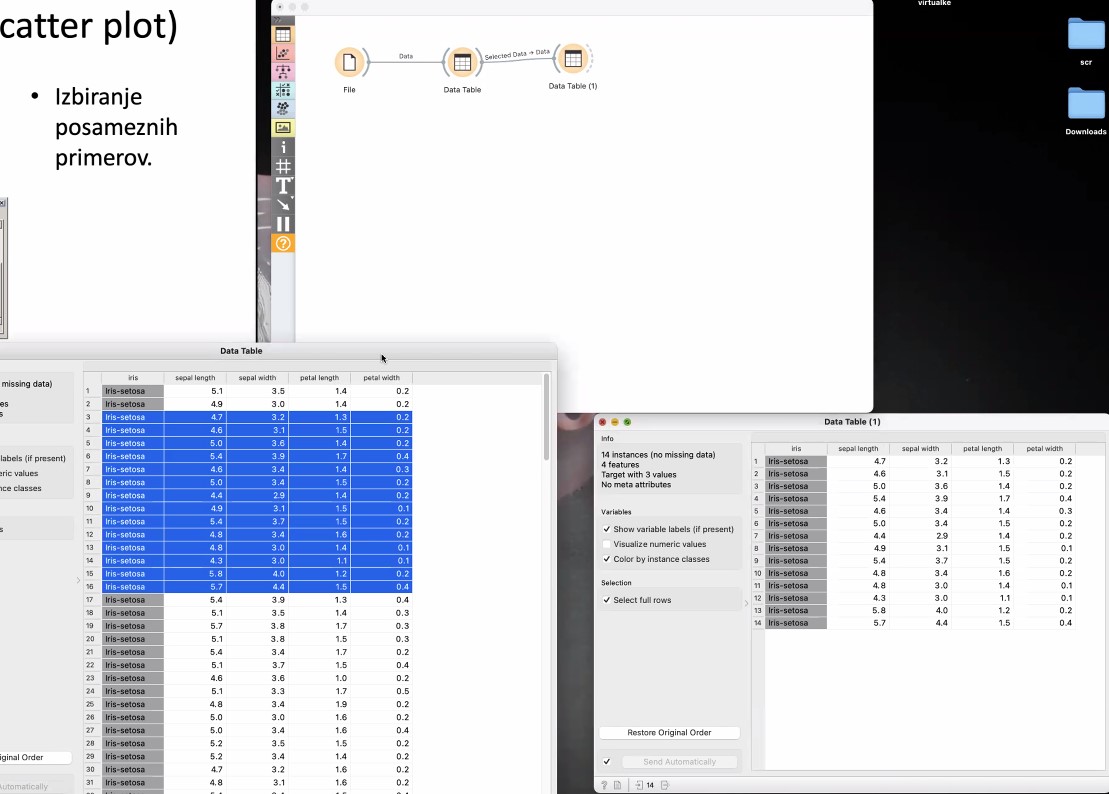 catter plot)
• Izbiranje
posameznih
primerov.
virtualke
scr
Downloads
Data
Selected Data → Data
File
Data Table
Data Table (1)
Data Table
missing data)
es
s
labels (if present)
eric values
nce classes
s
iginal Order
Automatically
iris sepal length sepal width petal length petal width
1 Iris-setosa 5.1 3.5 1.4 0.2
2 Iris-setosa 4.9 3.0 1.4 0.2
3 Iris-setosa 4.7 3.2 1.3 0.2
4 Iris-setosa 4.6 3.1 1.5 0.2
5 Iris-setosa 5.0 3.6 1.4 0.2
6 Iris-setosa 5.4 3.9 1.7 0.4
7 Iris-setosa 4.6 3.4 1.4 0.3
8 Iris-setosa 5.0 3.4 1.5 0.2
9 Iris-setosa 4.4 2.9 1.4 0.2
10 Iris-setosa 4.9 3.1 1.5 0.1
11 Iris-setosa 5.4 3.7 1.5 0.2
12 Iris-setosa 4.8 3.4 1.6 0.2
13 Iris-setosa 4.8 3.0 1.4 0.1
14 Iris-setosa 4.3 3.0 1.1 0.1
15 Iris-setosa 5.8 4.0 1.2 0.2
16 Iris-setosa 5.7 4.4 1.5 0.4
17 Iris-setosa 5.4 3.9 1.3 0.4
18 Iris-setosa 5.1 3.5 1.4 0.3
19 Iris-setosa 5.7 3.8 1.7 0.3
20 Iris-setosa 5.1 3.8 1.5 0.3
21 Iris-setosa 5.4 3.4 1.7 0.2
22 Iris-setosa 5.1 3.7 1.5 0.4
23 Iris-setosa 4.6 3.6 1.0 0.2
24 Iris-setosa 5.1 3.3 1.7 0.5
25 Iris-setosa 4.8 3.4 1.9 0.2
26 Iris-setosa 5.0 3.0 1.6 0.2
27 Iris-setosa 5.0 3.4 1.6 0.4
28 Iris-setosa 5.2 3.5 1.5 0.2
29 Iris-setosa 5.2 3.4 1.4 0.2
30 Iris-setosa 4.7 3.2 1.6 0.2
31 Iris-setosa 4.8 3.1 1.6 0.2
Data Table (1)
Info
14 instances (no missing data)
4 features
Target with 3 values
No meta attributes
Variables
Show variable labels (if present)
Visualize numeric values
Color by instance classes
Selection
Select full rows
Restore Original Order
Send Automatically
14
iris sepal length sepal width petal length petal width
1 Iris-setosa 4.7 3.2 1.3 0.2
2 Iris-setosa 4.6 3.1 1.5 0.2
3 Iris-setosa 5.0 3.6 1.4 0.2
4 Iris-setosa 5.4 3.9 1.7 0.4
5 Iris-setosa 4.6 3.4 1.4 0.3
6 Iris-setosa 5.0 3.4 1.5 0.2
7 Iris-setosa 4.4 2.9 1.4 0.2
8 Iris-setosa 4.9 3.1 1.5 0.1
9 Iris-setosa 5.4 3.7 1.5 0.2
10 Iris-setosa 4.8 3.4 1.6 0.2
11 Iris-setosa 4.8 3.0 1.4 0.1
12 Iris-setosa 4.3 3.0 1.1 0.1
13 Iris-setosa 5.8 4.0 1.2 0.2
14 Iris-setosa 5.7 4.4 1.5 0.4